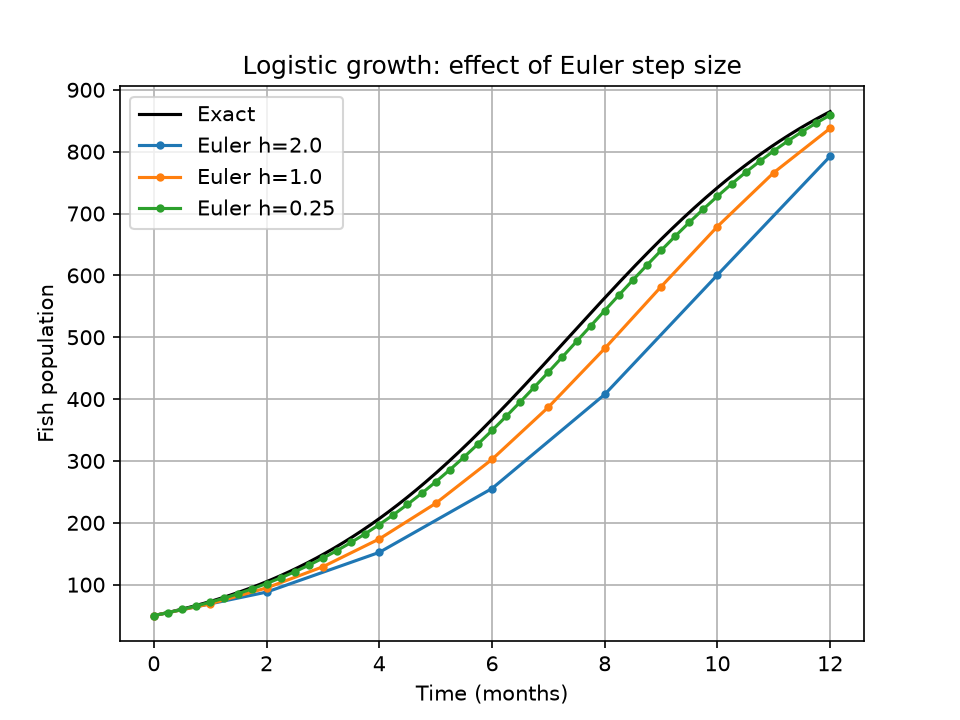 Logistic growth: effect of Euler step size
Exact
Euler h=2.0
Euler h=1.0
Euler h=0.25
900
800
700
600
500
400
300
200
100
Fish population
0 2 4 6 8 10 12
Time (months)